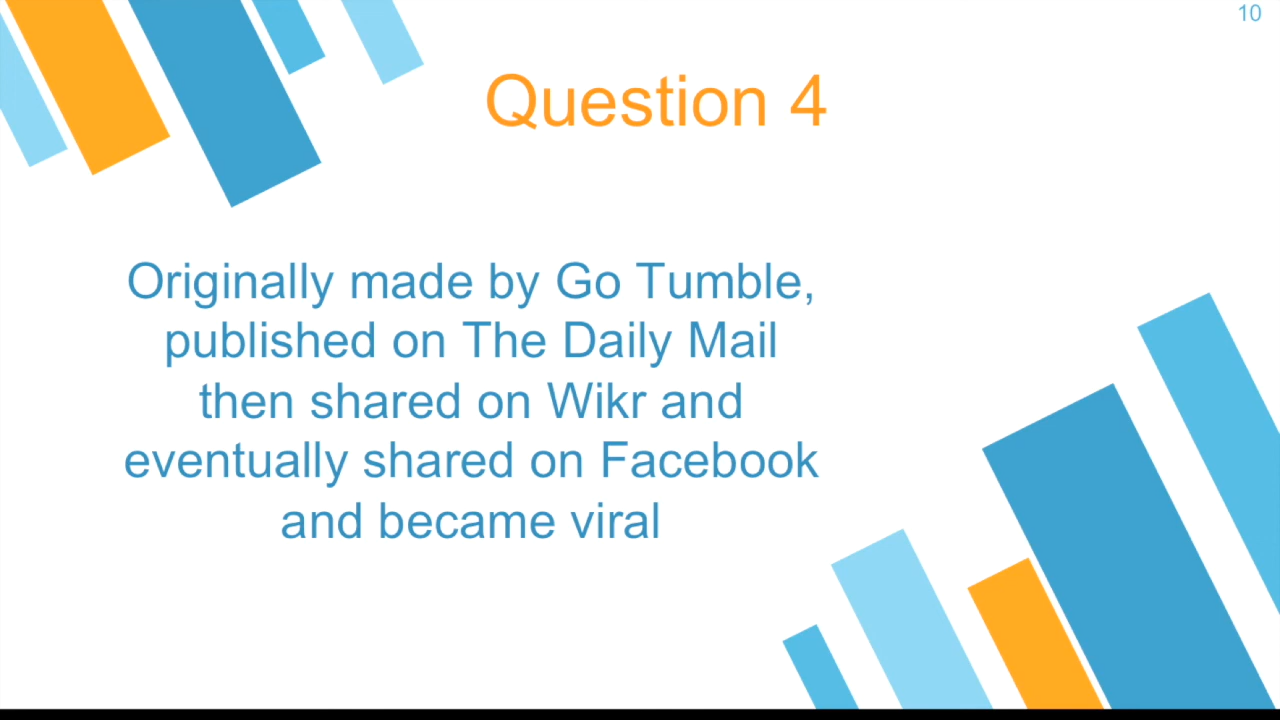 10
Question 4
Originally made by Go Tumble,
published on The Daily Mail
then shared on Wikr and
eventually shared on Facebook
and became viral